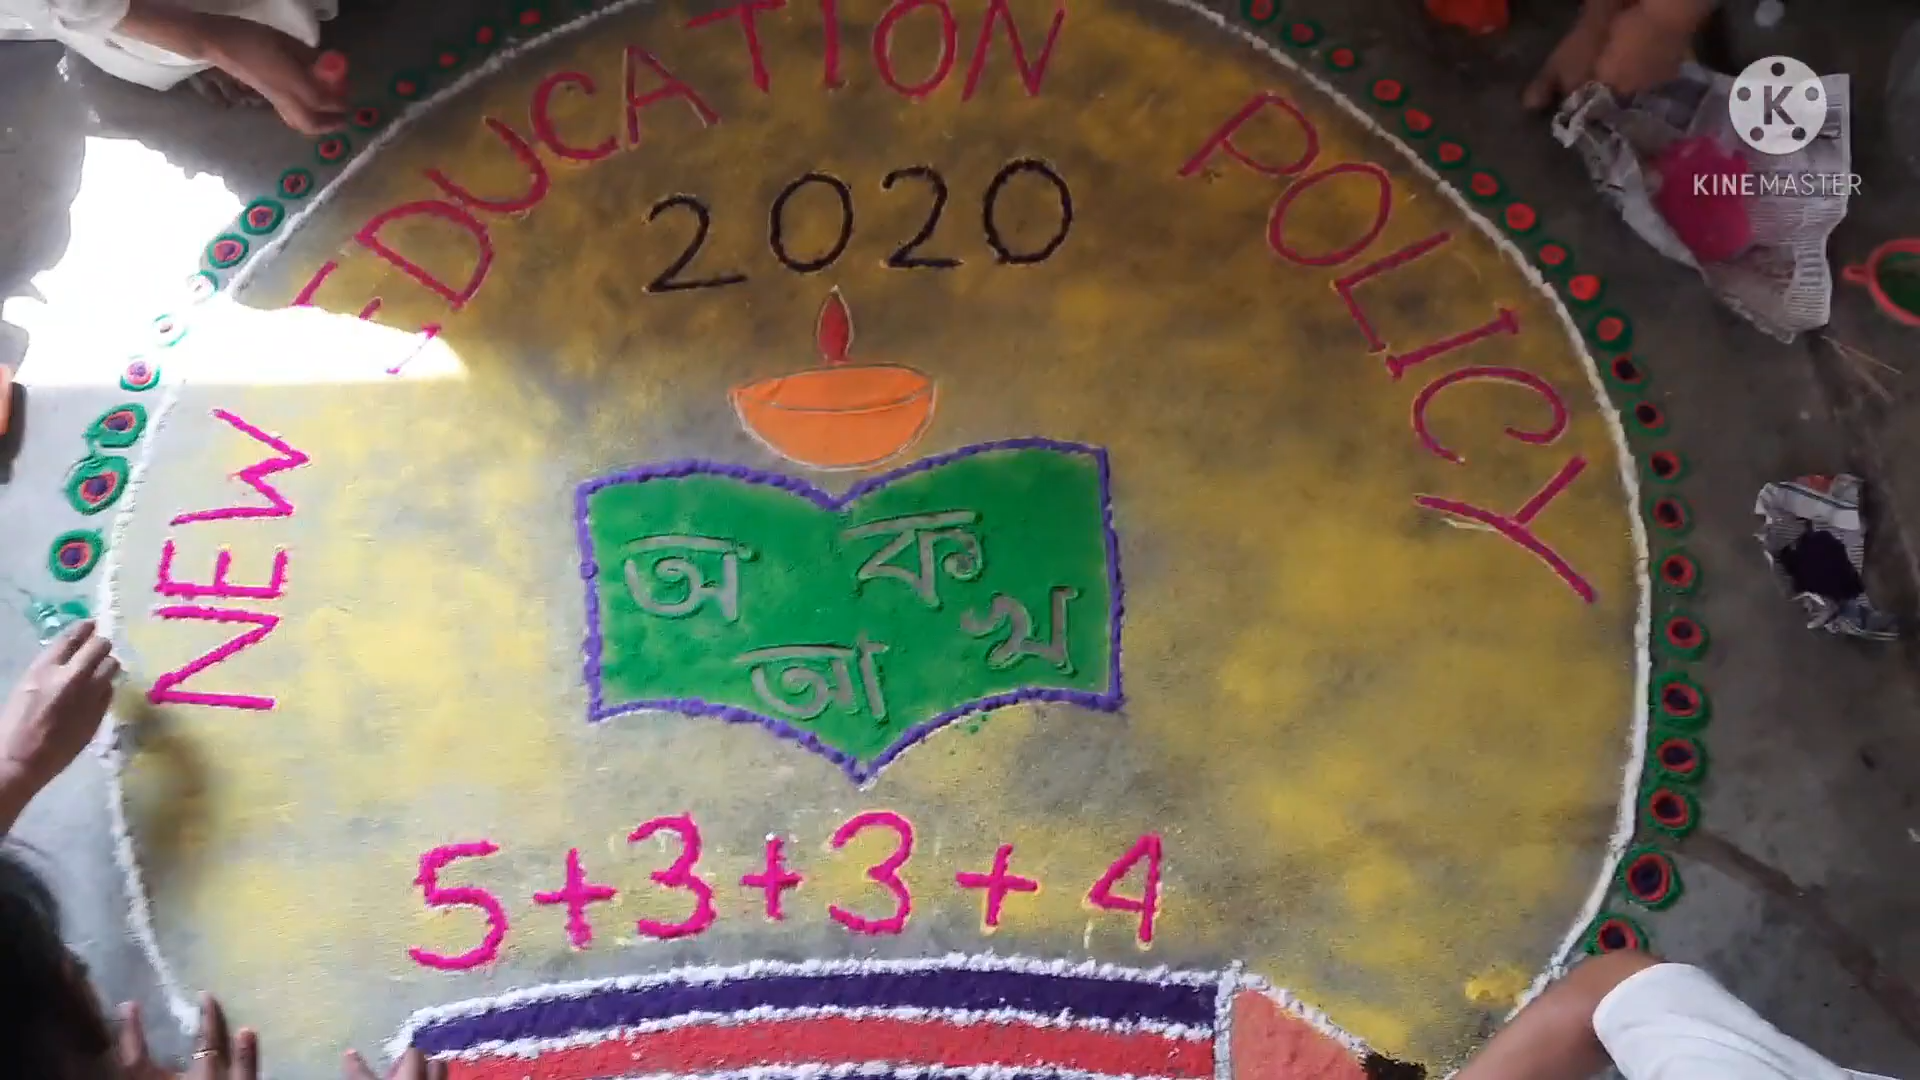 NEW EDUCATION POLICY
2020
অ ক
আ খ
5+3+3+4
KINEMASTER